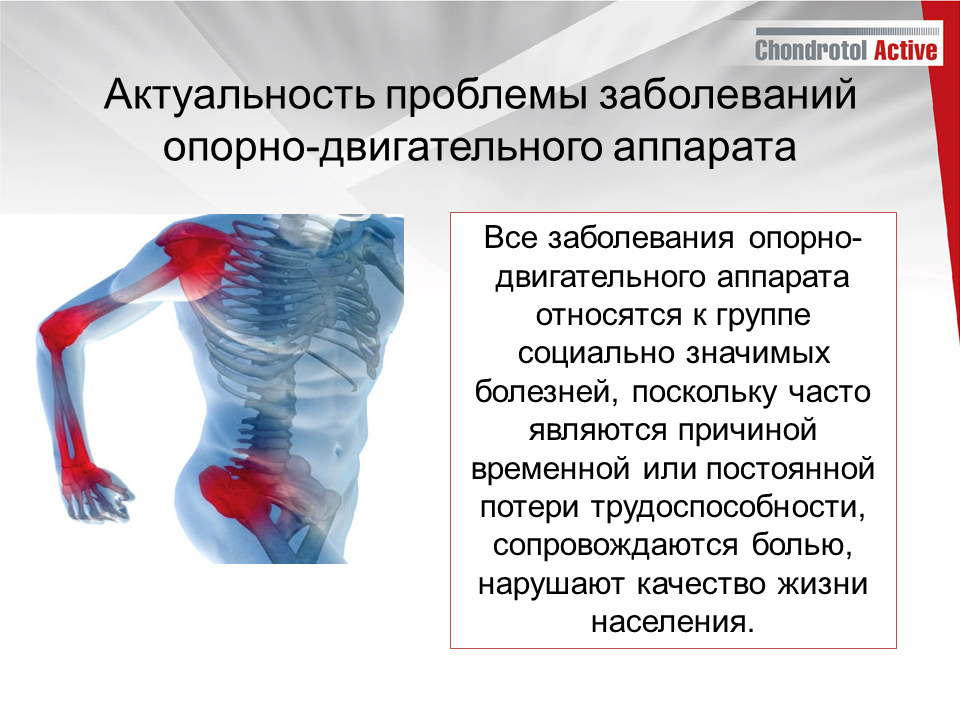 Chondrotol Active
Актуальность проблемы заболеваний
опорно-двигательного аппарата
Все заболевания опорно-
двигательного аппарата
относятся к группе
социально значимых
болезней, поскольку часто
являются причиной
временной или постоянной
потери трудоспособности,
сопровождаются болью,
нарушают качество жизни
населения.